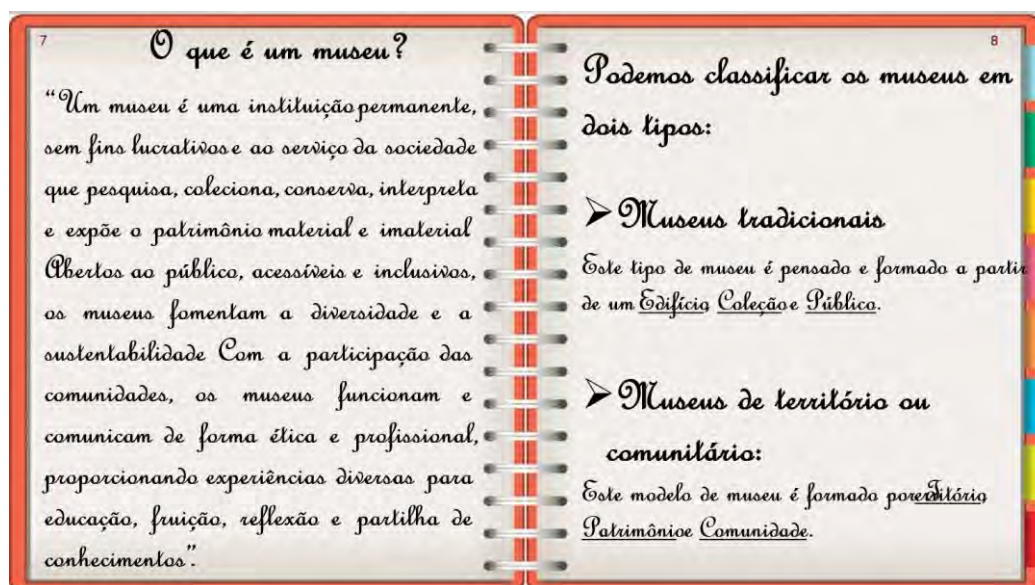 7
O que é um museu?
“Um museu é uma instituição permanente,
sem fins lucrativos e ao serviço da sociedade
que pesquisa, coleciona, conserva, interpreta
e expõe o patrimônio material e imaterial
Abertos ao público, acessíveis e inclusivos,
os museus fomentam a diversidade e a
sustentabilidade Com a participação das
comunidades, os museus funcionam e
comunicam de forma ética e profissional,
proporcionando experiências diversas para
educação, fruição, reflexão e partilha de
conhecimentos”.
8
Podemos classificar os museus em
dois tipos:
➢ Museus tradicionais
Este tipo de museu é pensado e formado a partir
de um Edifício, Coleção e Público.
➢ Museus de território ou
comunitário:
Este modelo de museu é formado por
Patrimônio e Comunidade.